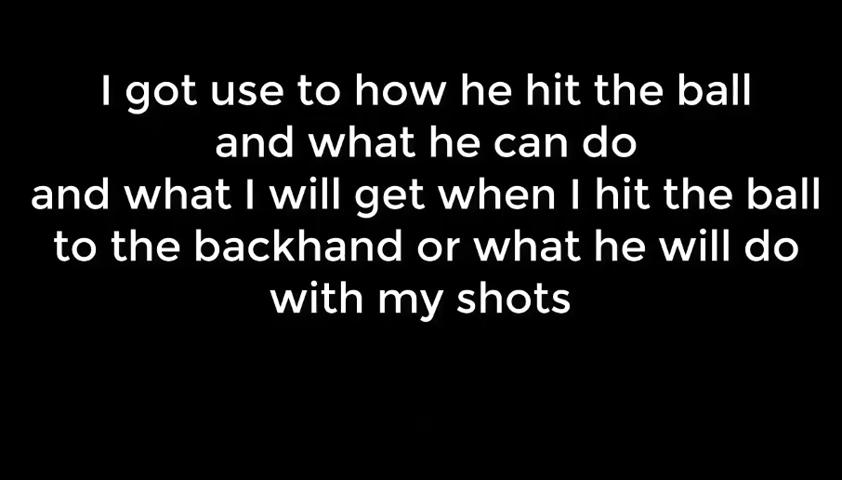 I got use to how he hit the ball
and what he can do
and what I will get when I hit the ball
to the backhand or what he will do
with my shots